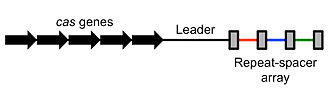 cas genes
Leader
Repeat-spacer
array